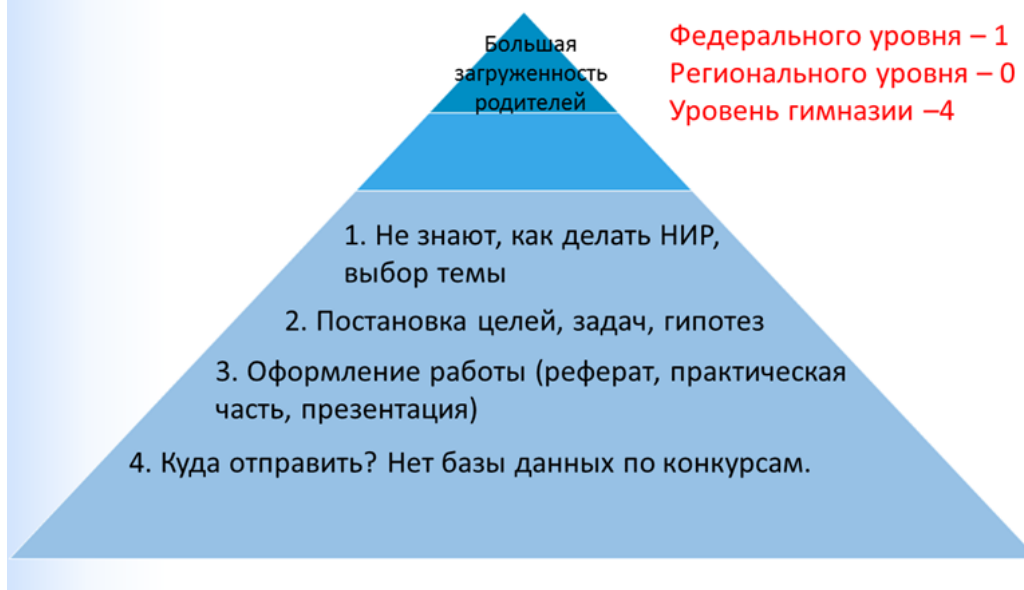 Большая
загруженность
родителей
Федерального уровня – 1
Регионального уровня – 0
Уровень гимназии –4
1. Не знают, как делать НИР,
выбор темы
2. Постановка целей, задач, гипотез
3. Оформление работы (реферат, практическая
часть, презентация)
4. Куда отправить? Нет базы данных по конкурсам.